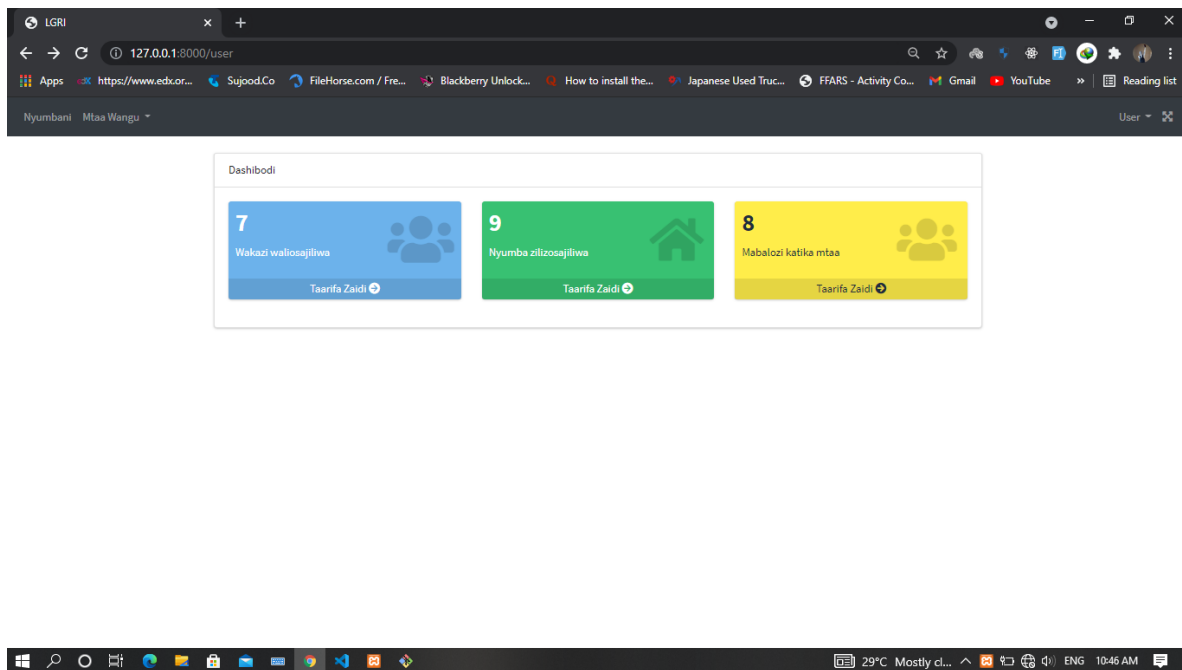 LGRI
127.0.0.1:8000/user
Apps https://www.edx.or... Sujood.Co FileHorse.com / Fre... Blackberry Unlock... How to install the... Japanese Used Truc... FFARS - Activity Co... Gmail YouTube » Reading list
Nyumbani Mtaa Wangu User
Dashibodi
7
Wakazi waliosajiliwa
Taarifa Zaidi
9
Nyumba zilizosajiliwa
Taarifa Zaidi
8
Mabalozi katika mtaa
Taarifa Zaidi
29°C Mostly cl... ENG 10:46 AM